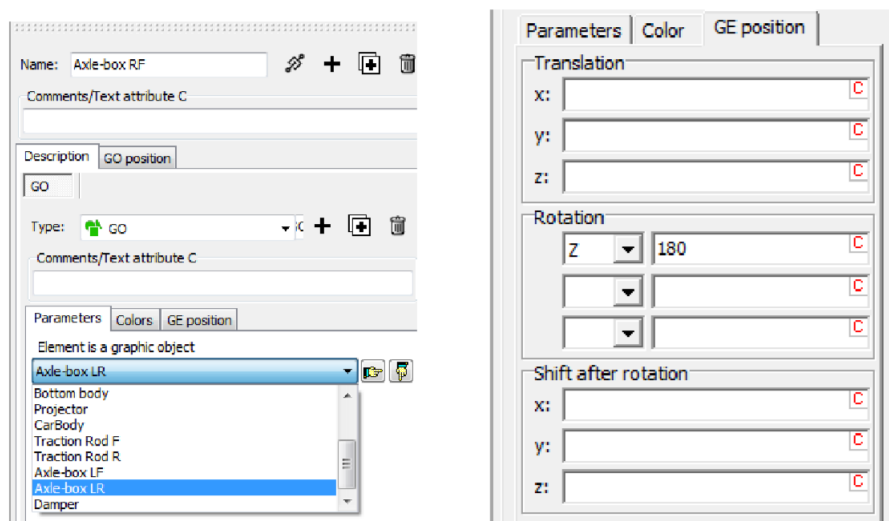 Name: Axle-box RF
Comments/Text attribute C
Description GO position
GO
Type: GO
Comments/Text attribute C
Parameters Colors GE position
Element is a graphic object
Axle-box LR
Bottom body
Projector
CarBody
Traction Rod F
Traction Rod R
Axle-box LF
Axle-box LR
Damper
Parameters Color GE position
Translation
x: C
y: C
z: C
Rotation
Z 180 C
C
C
Shift after rotation
x: C
y: C
z: C